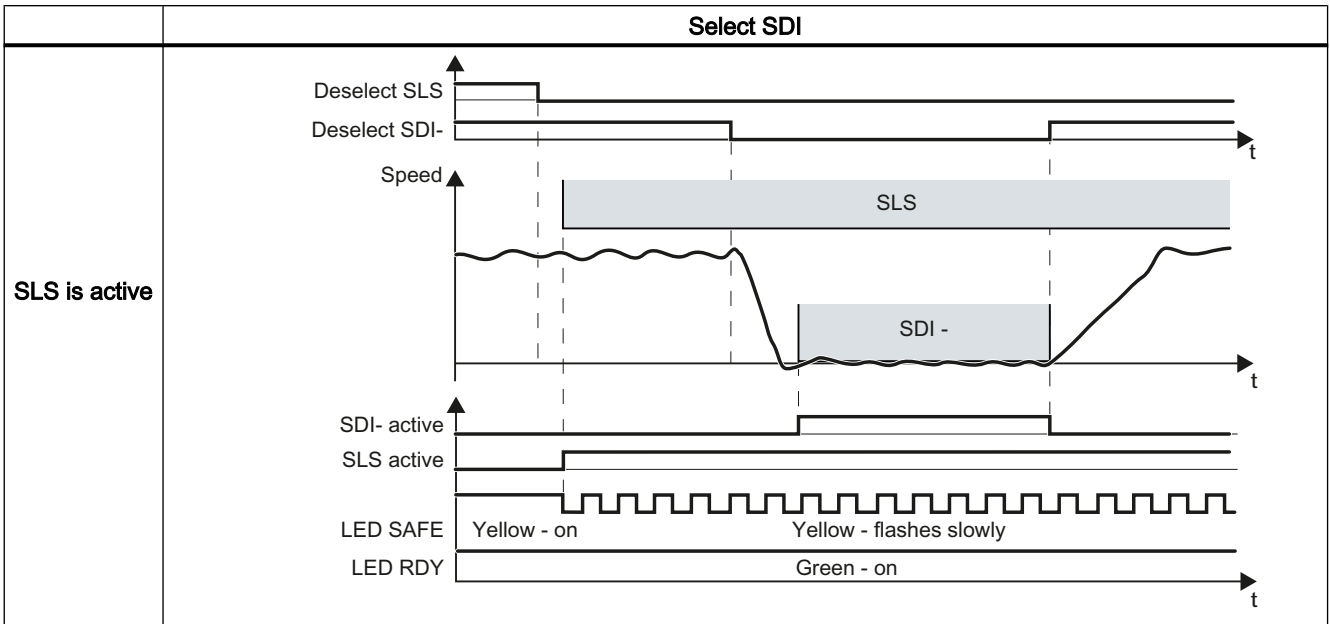 Select SDI
SLS is active
Deselect SLS
Deselect SDI-
t
Speed
SLS
SDI -
t
SDI- active
SLS active
LED SAFE Yellow - on Yellow - flashes slowly
LED RDY Green - on
t